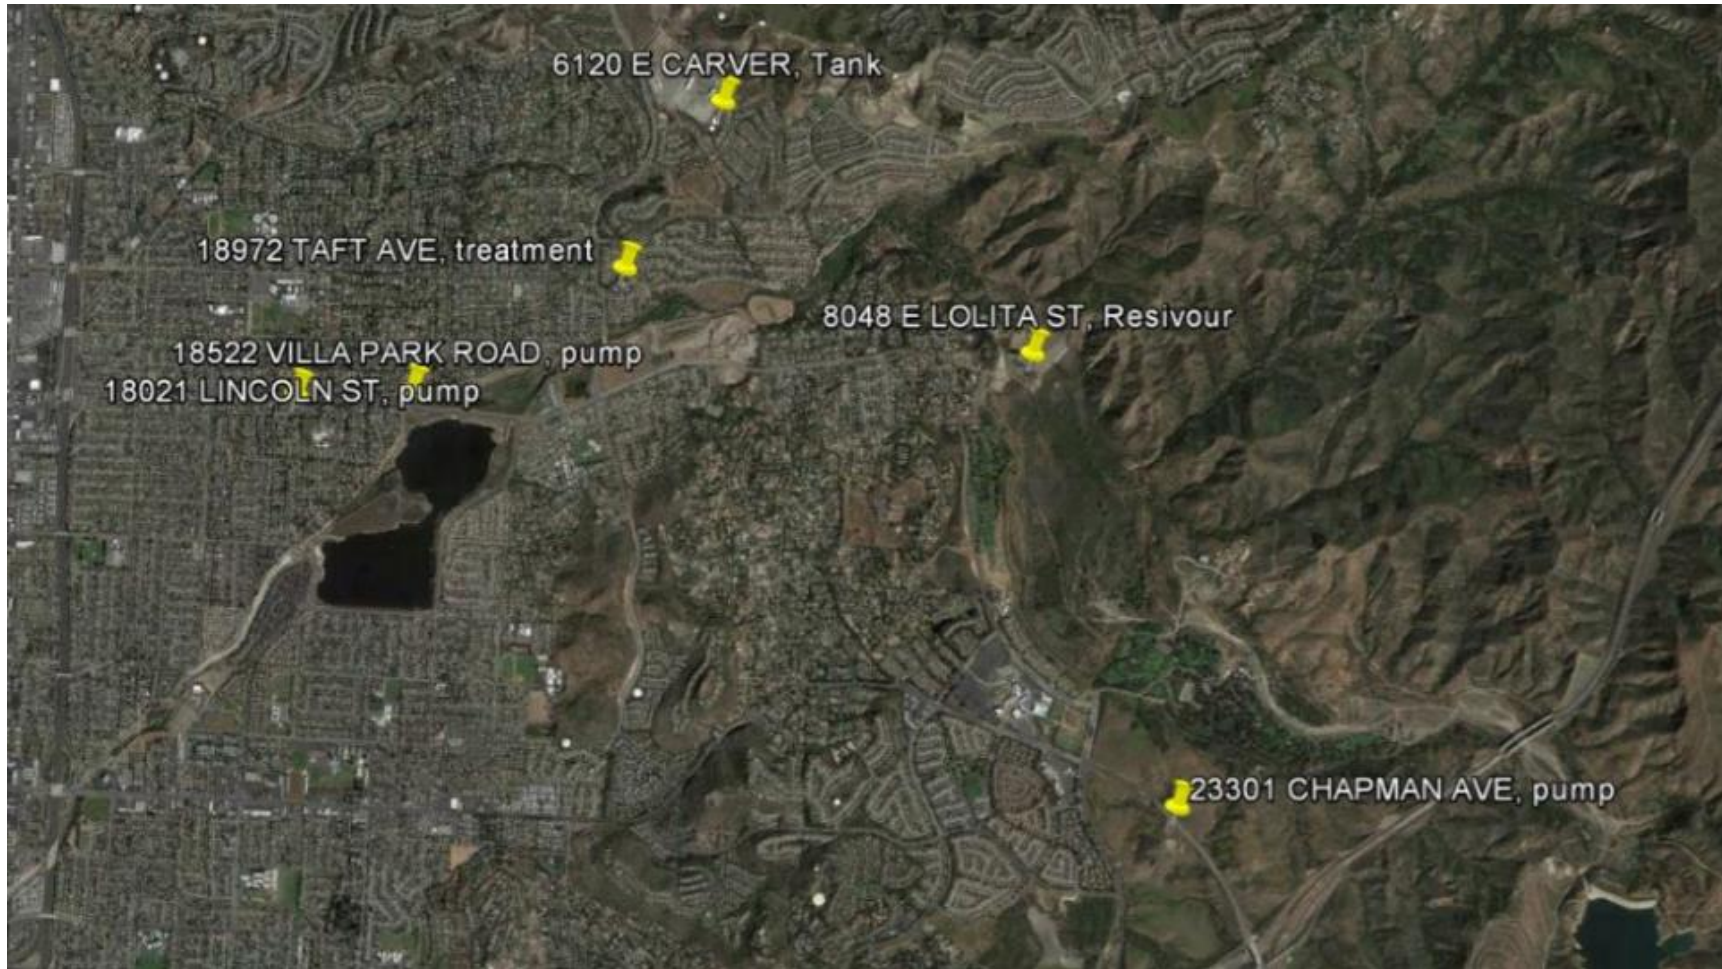 6120 E CARVER, Tank
18972 TAFT AVE, treatment
8048 E LOLITA ST, Resivour
18522 VILLA PARK ROAD, pump
18021 LINCOLN ST, pump
23301 CHAPMAN AVE, pump